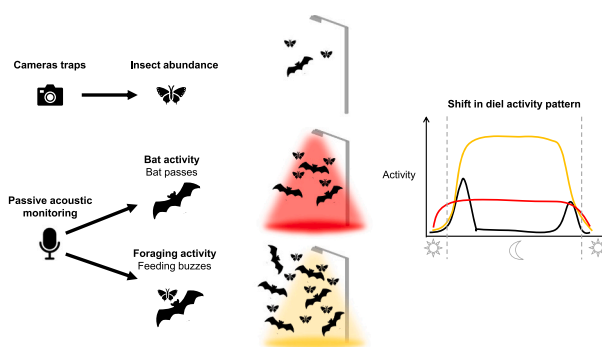 Cameras traps
Insect abundance
Bat activity
Bat passes
Passive acoustic
monitoring
Foraging activity
Feeding buzzes
Shift in diel activity pattern
Activity